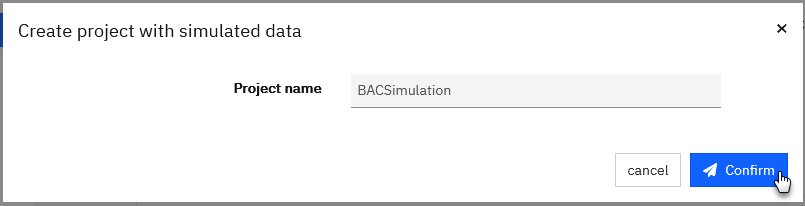 Create project with simulated data
Project name
BACSimulation
cancel
Confirm